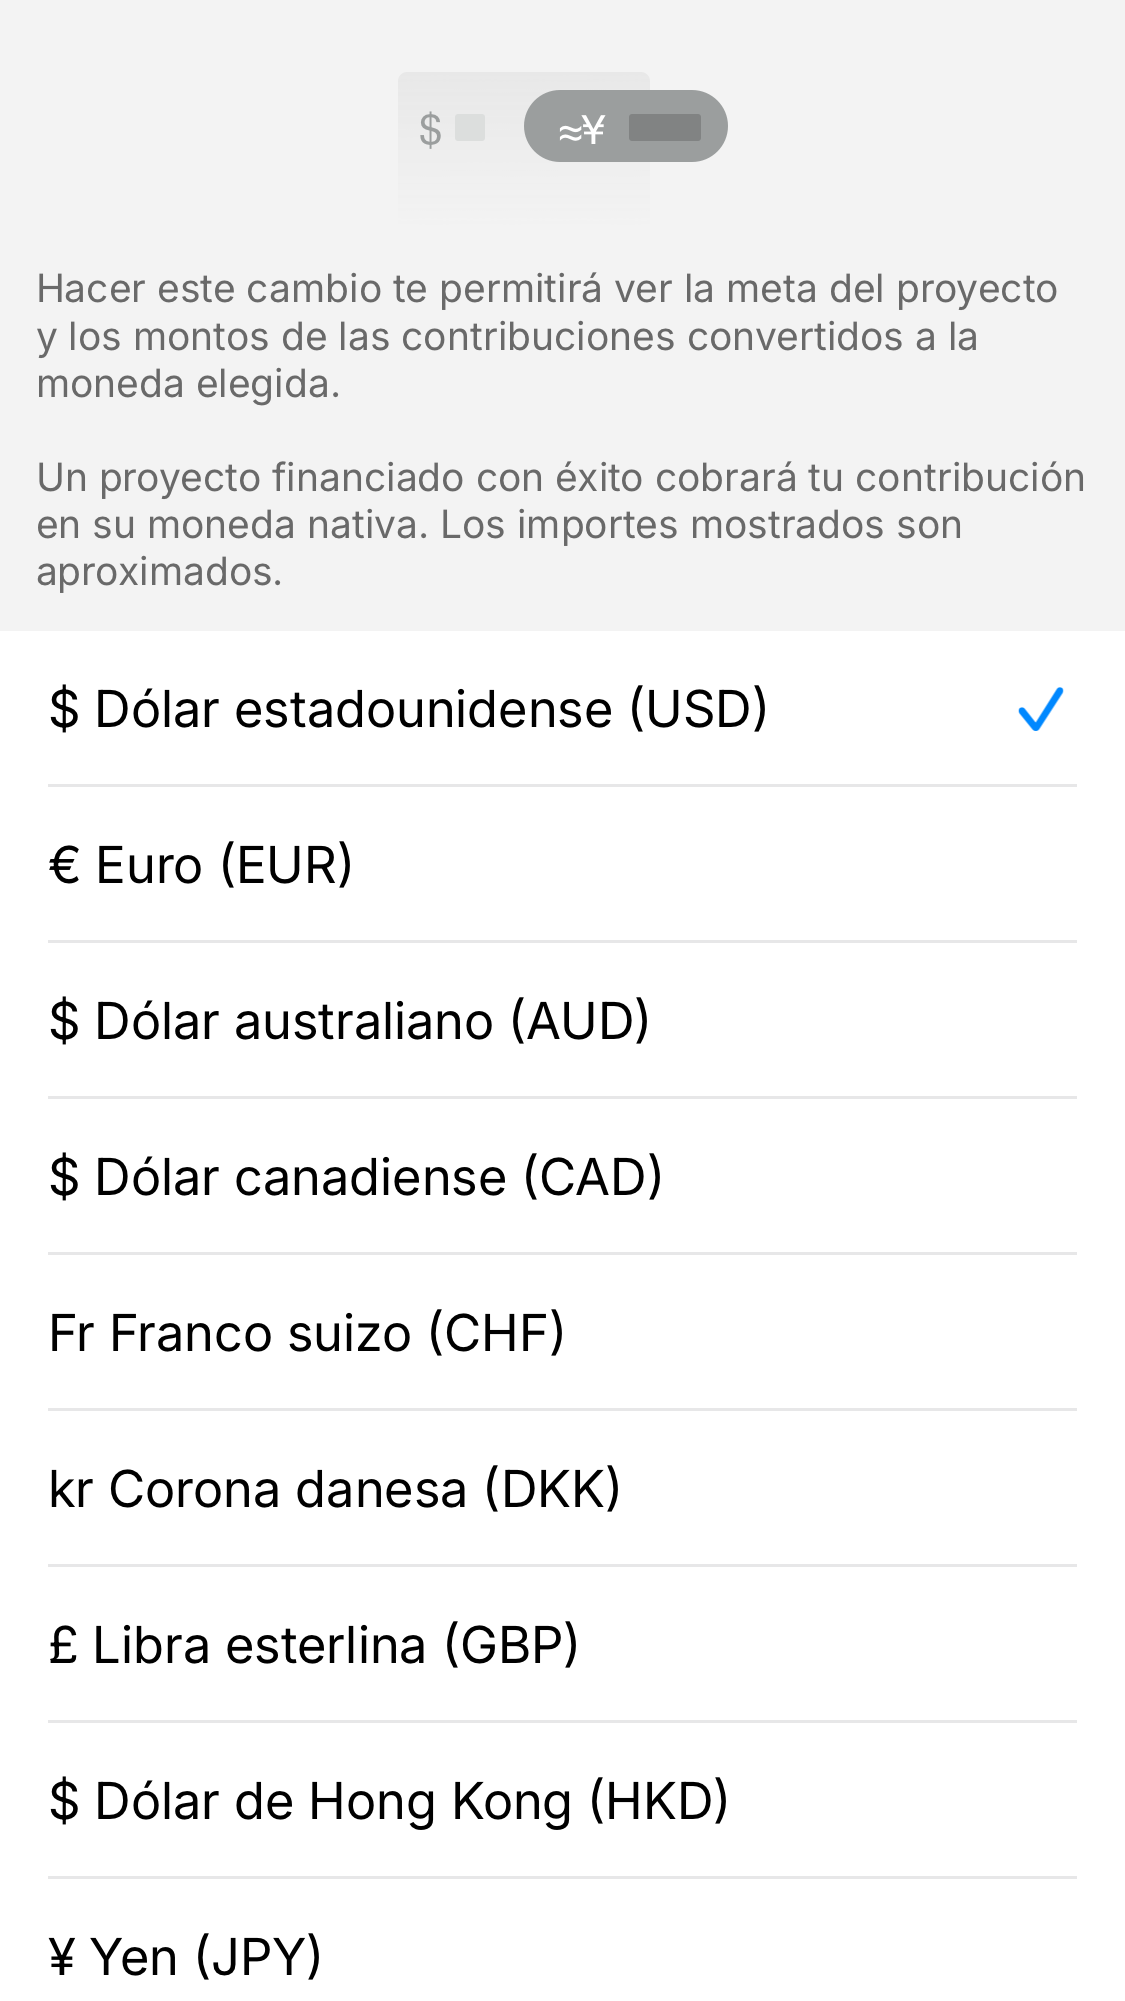 $ ≈¥
Hacer este cambio te permitirá ver la meta del proyecto
y los montos de las contribuciones convertidos a la
moneda elegida.
Un proyecto financiado con éxito cobrará tu contribución
en su moneda nativa. Los importes mostrados son
aproximados.
$ Dólar estadounidense (USD)
€ Euro (EUR)
$ Dólar australiano (AUD)
$ Dólar canadiense (CAD)
Fr Franco suizo (CHF)
kr Corona danesa (DKK)
£ Libra esterlina (GBP)
$ Dólar de Hong Kong (HKD)
¥ Yen (JPY)